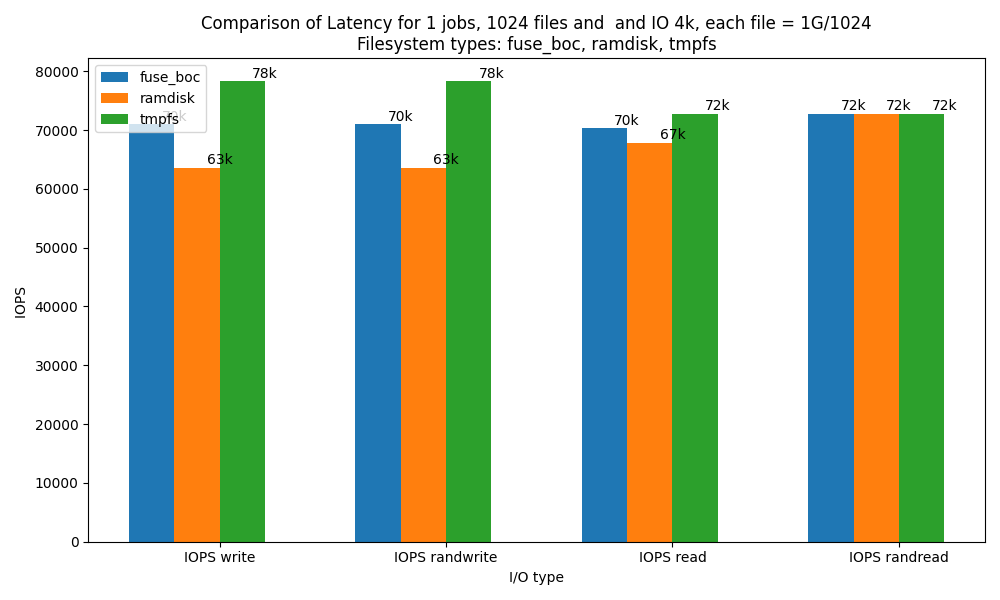 Comparison of Latency for 1 jobs, 1024 files and  and IO 4k, each file = 1G/1024
Filesystem types: fuse_boc, ramdisk, tmpfs
fuse_boc
ramdisk
tmpfs
80000
70000
60000
50000
40000
30000
20000
10000
0
IOPS
70k
63k
78k
70k
63k
78k
70k
67k
72k
72k
72k
72k
IOPS write
IOPS randwrite
IOPS read
IOPS randread
I/O type